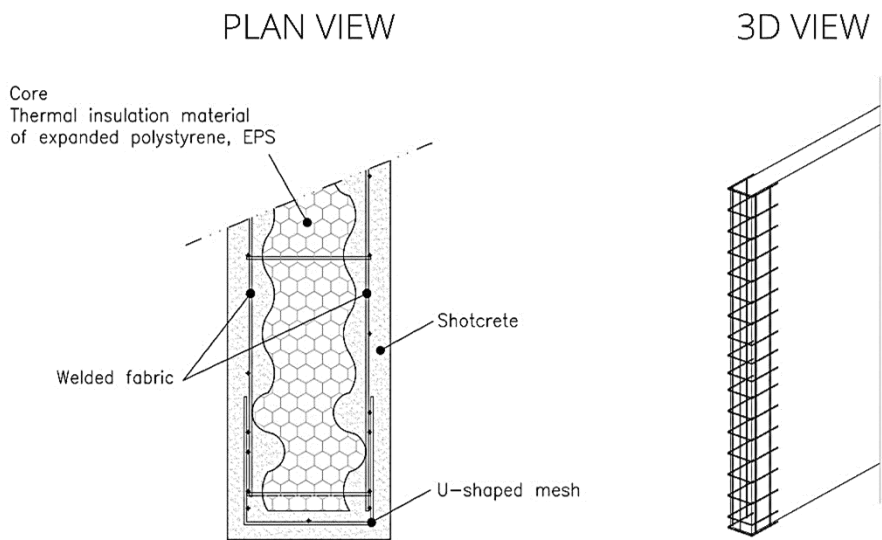 PLAN VIEW
3D VIEW
Core
Thermal insulation material
of expanded polystyrene, EPS
Shotcrete
Welded fabric
U-shaped mesh